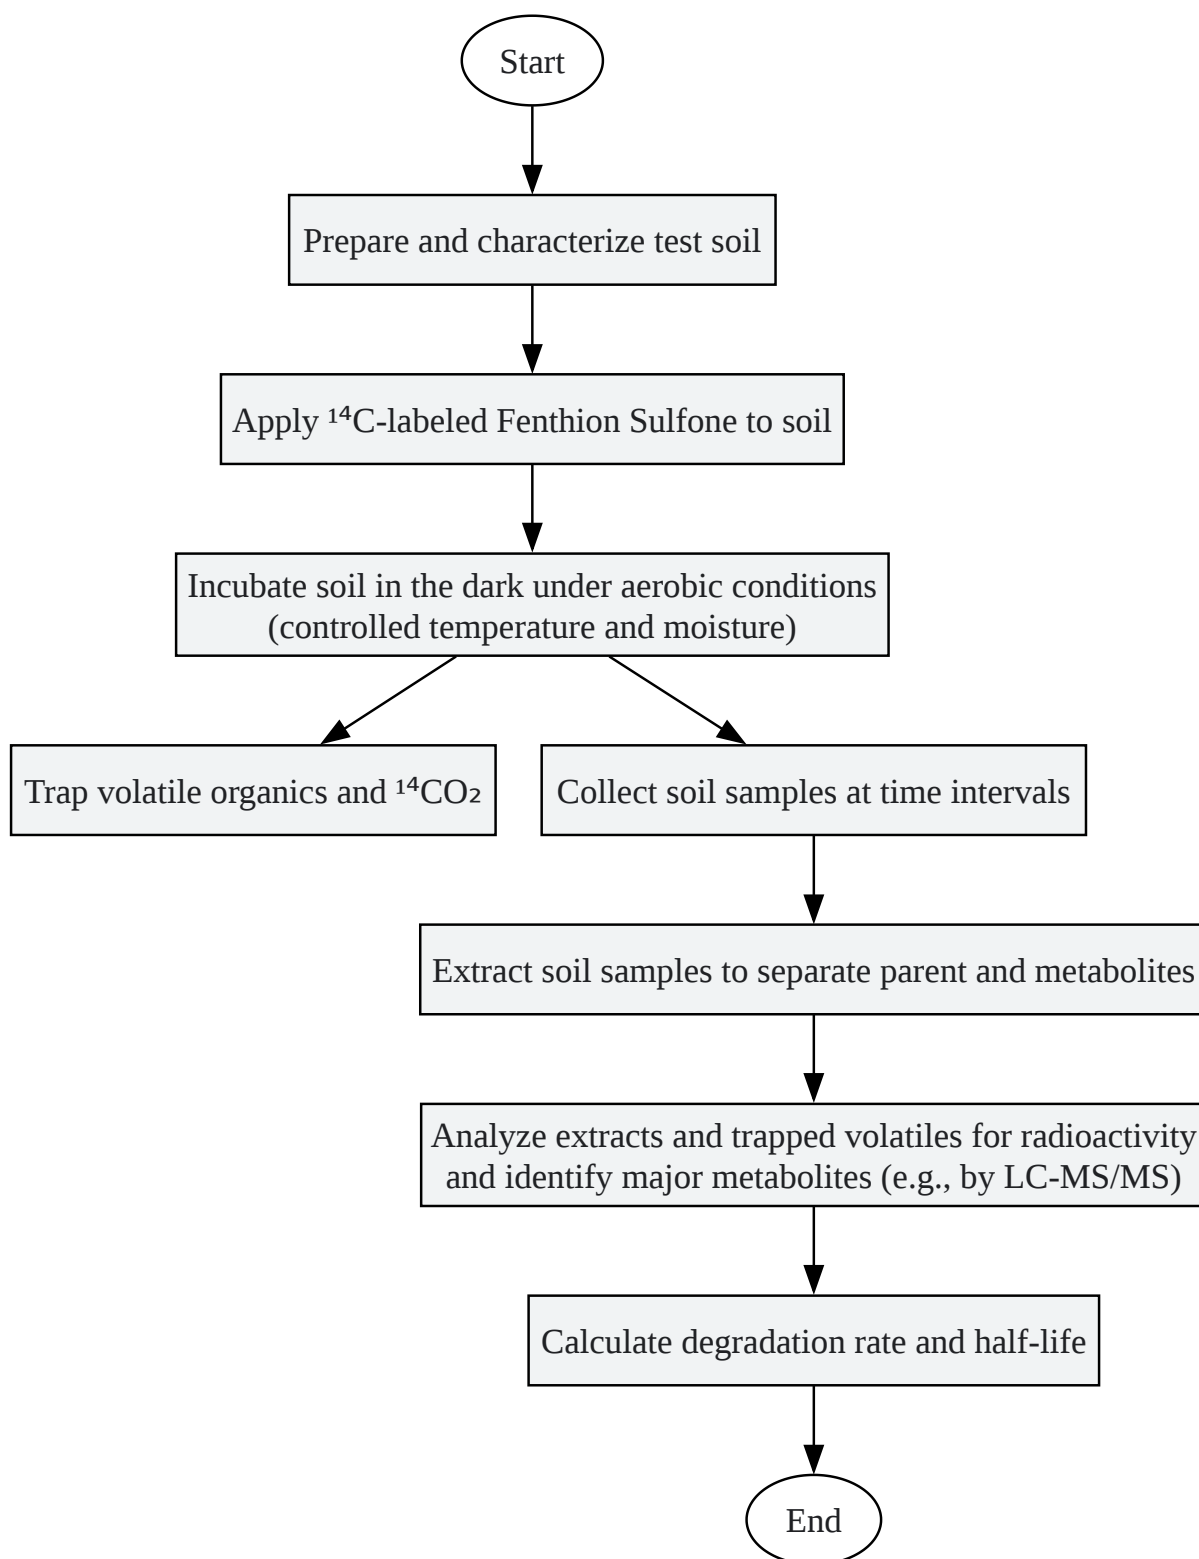 Start
Prepare and characterize test soil
Apply ¹⁴C-labeled Fenthion Sulfone to soil
Incubate soil in the dark under aerobic conditions
(controlled temperature and moisture)
Trap volatile organics and ¹⁴CO₂
Collect soil samples at time intervals
Extract soil samples to separate parent and metabolites
Analyze extracts and trapped volatiles for radioactivity
and identify major metabolites (e.g., by LC-MS/MS)
Calculate degradation rate and half-life
End